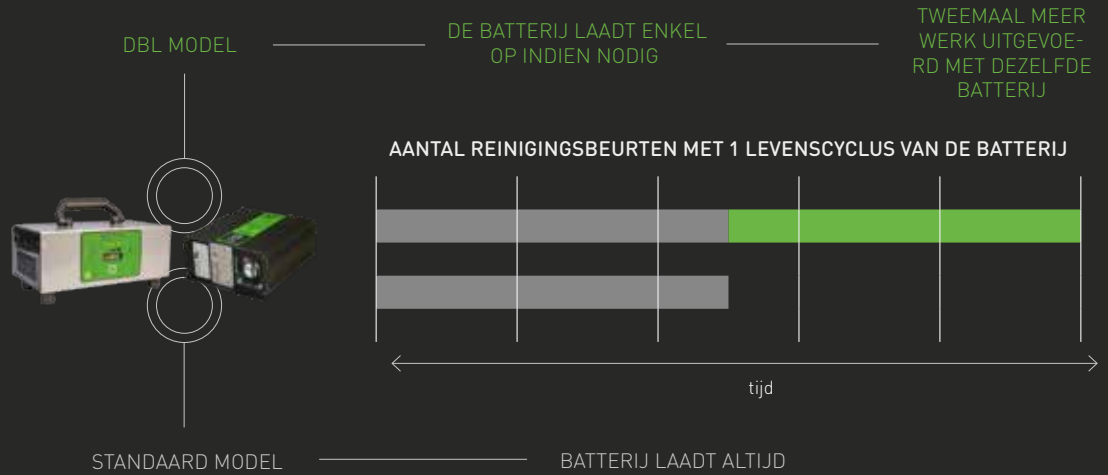 DBL MODEL
DE BATTERIJ LAADT ENKEL
OP INDIEN NODIG
TWEEMAAL MEER
WERK UITGEVOE-
RD MET DEZELFDE
BATTERIJ
AANTAL REINIGINGSBEURTEN MET 1 LEVENSCYCLUS VAN DE BATTERIJ
tijd
STANDAARD MODEL
BATTERIJ LAADT ALTIJD